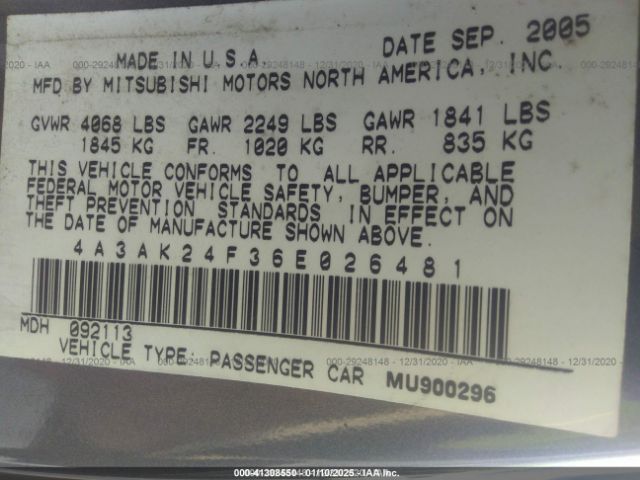 MADE IN U.S.A. DATE SEP. 2005
MFD BY MITSUBISHI MOTORS NORTH AMERICA, INC.
GVWR 4068 LBS GAWR 2249 LBS GAWR 1841 LBS
1845 KG FR. 1020 KG RR. 835 KG
THIS VEHICLE CONFORMS TO ALL APPLICABLE
FEDERAL MOTOR VEHICLE SAFETY, BUMPER, AND
THEFT PREVENTION STANDARDS IN EFFECT ON
THE DATE OF MANUFACTURE SHOWN ABOVE.
4A3AK24F36E026481
MDH 092113
VEHICLE TYPE: PASSENGER CAR MU900296
000-29248148 - 12/31/2020 - IAA
000-41308550 - 01/10/2025 - IAA Inc.